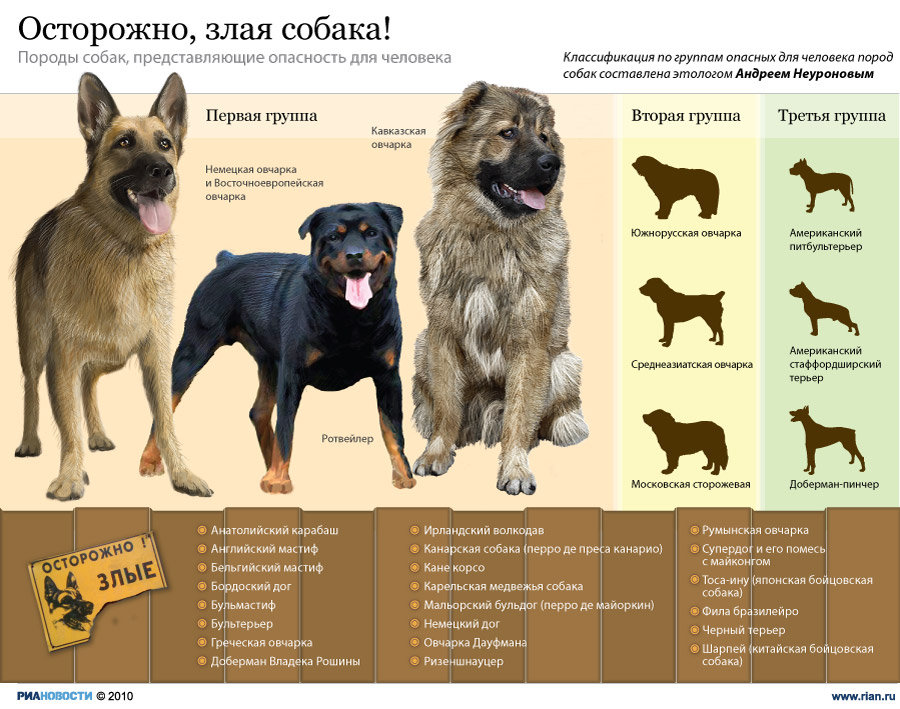 Осторожно, злая собака!
Породы собак, представляющие опасность для человека
Классификация по группам опасных для человека пород
собак составлена этологом Андреем Неуроновым
Первая группа
Немецкая овчарка
и Восточноевропейская
овчарка
Кавказская
овчарка
Ротвейлер
Вторая группа
Южнорусская овчарка
Среднеазиатская овчарка
Московская сторожевая
Третья группа
Американский
питбультерьер
Американский
стаффордширский
терьер
Доберман-пинчер
ОСТОРОЖНО !
ЗЛЫЕ
Анатолийский карабаш
Английский мастиф
Бельгийский мастиф
Бордоский дог
Бульмастиф
Бультерьер
Греческая овчарка
Доберман Владека Рошины
Ирландский волкодав
Канарская собака (перро де преса канарио)
Кане корсо
Карельская медвежья собака
Мальорский бульдог (перро де майоркин)
Немецкий дог
Овчарка Дауфмана
Ризеншнауцер
Румынская овчарка
Супердог и его помесь
с майконгом
Тоса-ину (японская бойцовская
собака)
Фила бразилейро
Черный терьер
Шарпей (китайская бойцовская
собака)
РИАНОВОСТИ © 2010
www.rian.ru